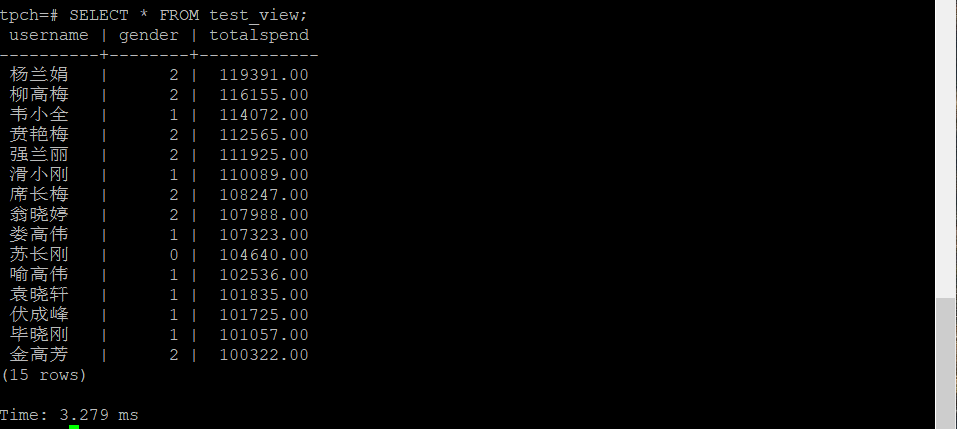 tpch=# SELECT * FROM test_view;
username | gender | totalspend
----------+--------+------------
杨兰娟 | 2 | 119391.00
柳高梅 | 2 | 116155.00
韦小全 | 1 | 114072.00
贲艳梅 | 2 | 112565.00
强兰丽 | 2 | 111925.00
滑小刚 | 1 | 110089.00
席长梅 | 2 | 108247.00
翁晓婷 | 2 | 107988.00
娄高伟 | 1 | 107323.00
苏长刚 | 0 | 104640.00
喻高伟 | 1 | 102536.00
袁晓轩 | 1 | 101835.00
伏成峰 | 1 | 101725.00
毕晓刚 | 1 | 101057.00
金高芳 | 2 | 100322.00
(15 rows)
Time: 3.279 ms